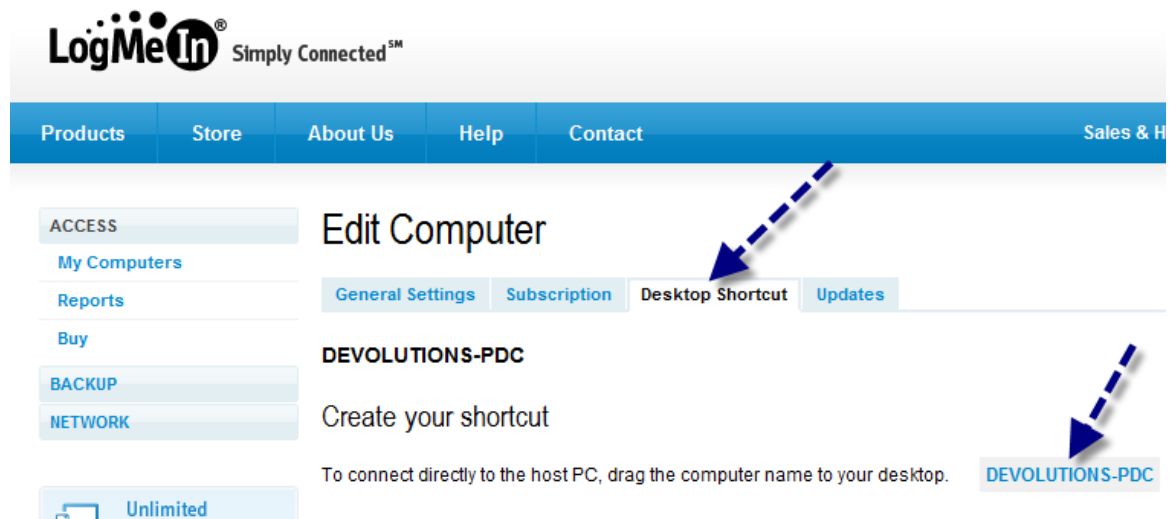 LogMeIn® Simply Connected℠
Products Store About Us Help Contact Sales & H
ACCESS
My Computers
Reports
Buy
BACKUP
NETWORK
Unlimited
Edit Computer
General Settings Subscription Desktop Shortcut Updates
DEVOLUTIONS-PDC
Create your shortcut
To connect directly to the host PC, drag the computer name to your desktop. DEVOLUTIONS-PDC